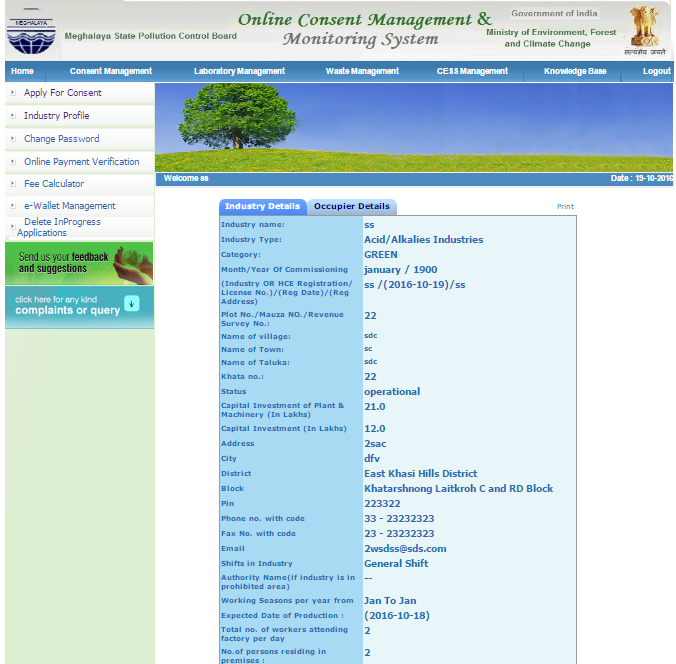 MEGHALAYA
Meghalaya State Pollution Control Board
Online Consent Management &
Monitoring System
Government of India
Ministry of Environment, Forest
and Climate Change
सत्यमेव जयते
Home Consent Management Laboratory Management Waste Management CESS Management Knowledge Base Logout
Apply For Consent
Industry Profile
Change Password
Online Payment Verification
Fee Calculator
e-Wallet Management
Delete InProgress
Applications
Send us your feedback
and suggestions
click here for any kind
complaints or query
Welcome ss Date : 19-10-2016
Industry Details Occupier Details Print
Industry name: ss
Industry Type: Acid/Alkalies Industries
Category: GREEN
Month/Year Of Commissioning january / 1900
(Industry OR HCE Registration/ ss /(2016-10-19)/ss
License No.)/(Reg Date)/(Reg
Address)
Plot No./Mauza NO./Revenue 22
Survey No.:
Name of village: sdc
Name of Town: sc
Name of Taluka: sdc
Khata no.: 22
Status operational
Capital Investment of Plant & 21.0
Machinery (In Lakhs)
Capital Investment (In Lakhs) 12.0
Address 2sac
City dfv
District East Khasi Hills District
Block Khatarshnong Laitkroh C and RD Block
Pin 223322
Phone no. with code 33 - 23232323
Fax No. with code 23 - 23232323
Email 2wsdss@sds.com
Shifts in Industry General Shift
Authority Name(if industry is in --
prohibited area)
Working Seasons per year from Jan To Jan
Expected Date of Production : (2016-10-18)
Total no. of workers attending 2
factory per day
No.of persons residing in 2
premises :